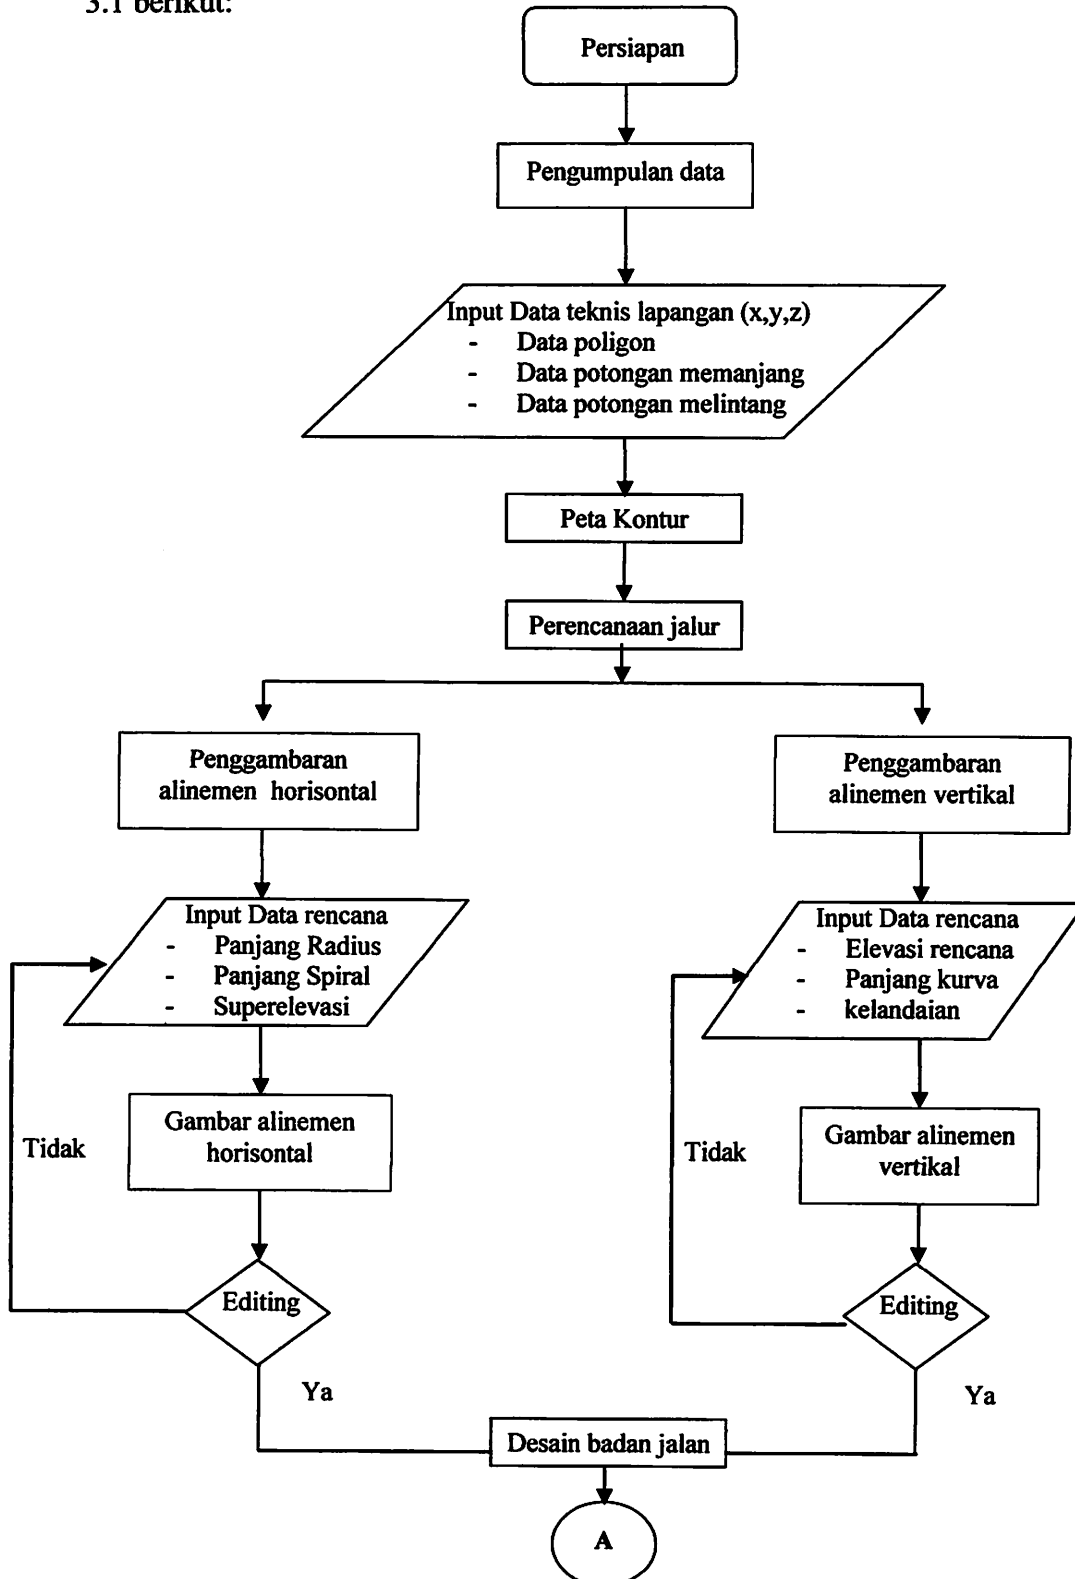 3.1 berikut:
Persiapan
Pengumpulan data
Input Data teknis lapangan (x,y,z)
- Data poligon
- Data potongan memanjang
- Data potongan melintang
Peta Kontur
Perencanaan jalur
Penggambaran
alinemen horisontal
Input Data rencana
- Panjang Radius
- Panjang Spiral
- Superelevasi
Gambar alinemen
horisontal
Tidak
Editing
Ya
Penggambaran
alinemen vertikal
Input Data rencana
- Elevasi rencana
- Panjang kurva
- kelandaian
Gambar alinemen
vertikal
Tidak
Editing
Ya
Desain badan jalan
A